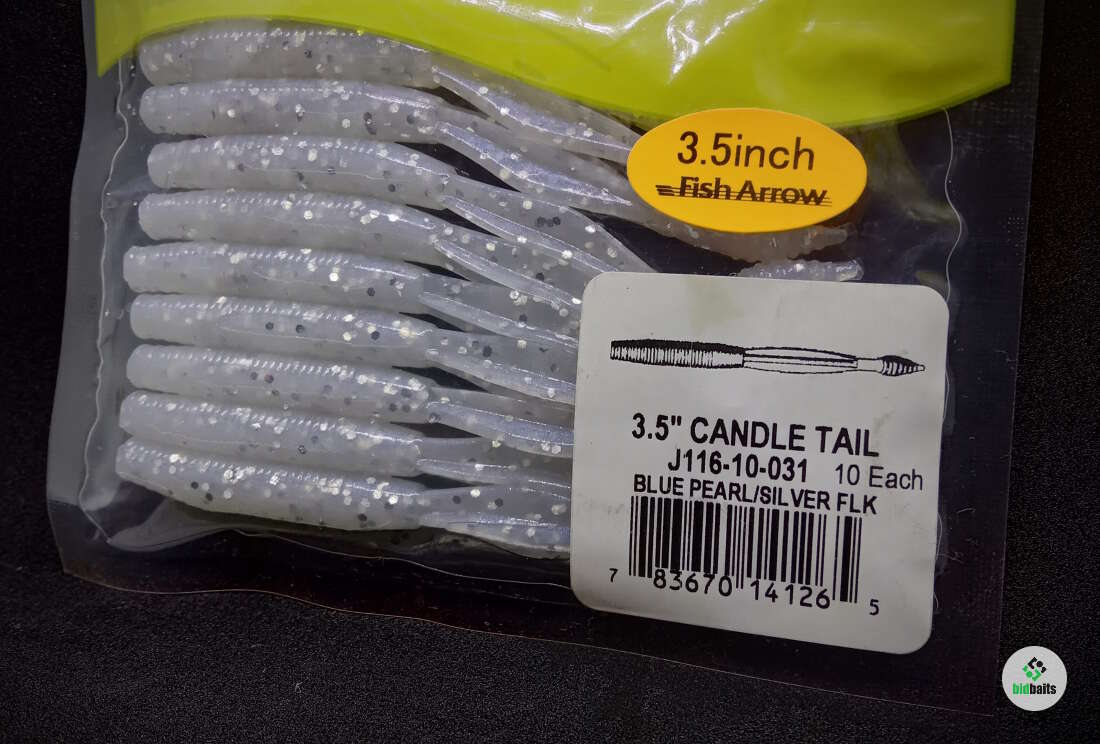 3.5inch
Fish Arrow
3.5" CANDLE TAIL
J116-10-031 10 Each
BLUE PEARL/SILVER FLK
7 83670 14126 5
bidbaits